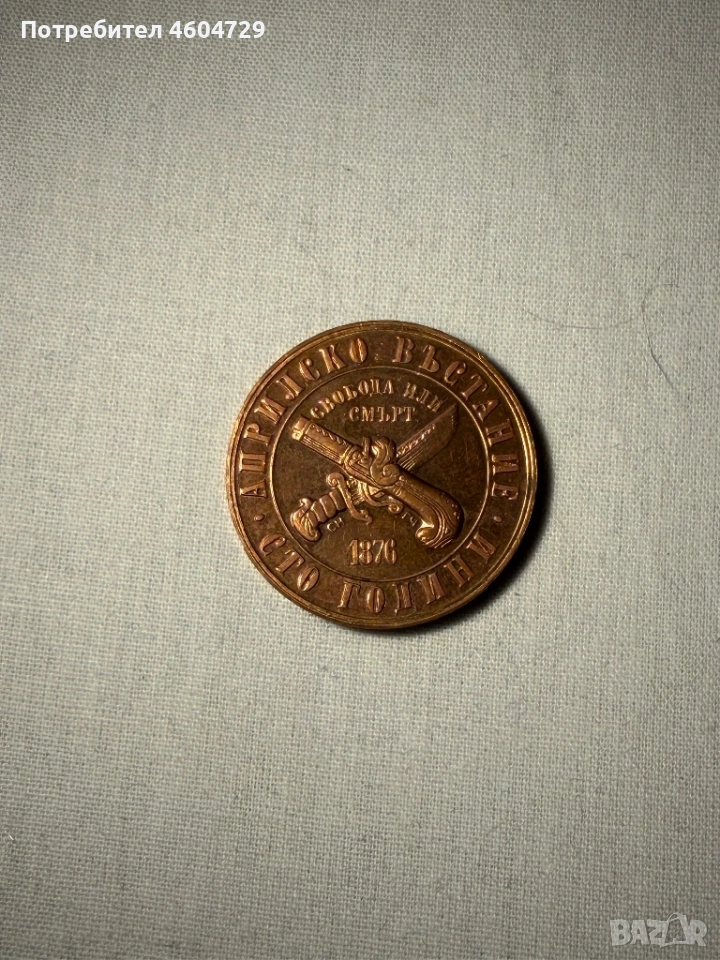 Потребител 4604729
· АПРИЛСКО ВЪСТАНИЕ ·
СВОБОДА ИЛИ
СМЪРТ
1876
СТО ГОДИНИ
BAZAR